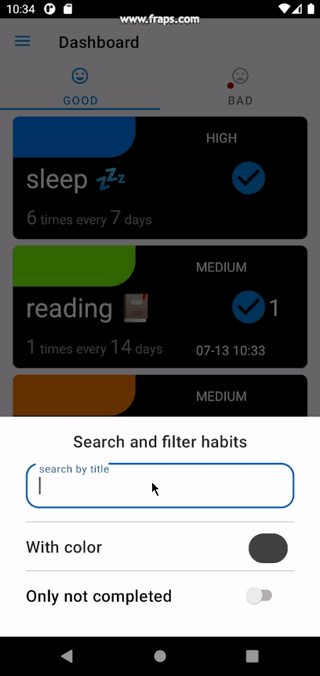 10:34
www.fraps.com
Dashboard
GOOD
BAD
HIGH
sleep 💤
6 times every 7 days
MEDIUM
reading 📔
1
1 times every 14 days
07-13 10:33
MEDIUM
Search and filter habits
search by title
With color
Only not completed